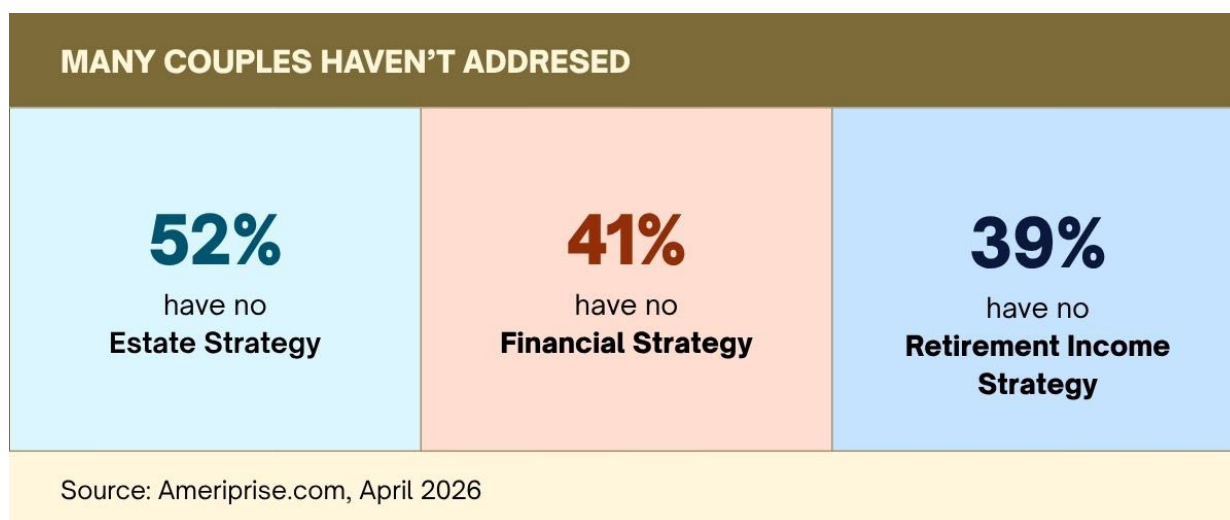 MANY COUPLES HAVEN'T ADDRESED
52%
have no
Estate Strategy
41%
have no
Financial Strategy
39%
have no
Retirement Income
Strategy
Source: Ameriprise.com, April 2026